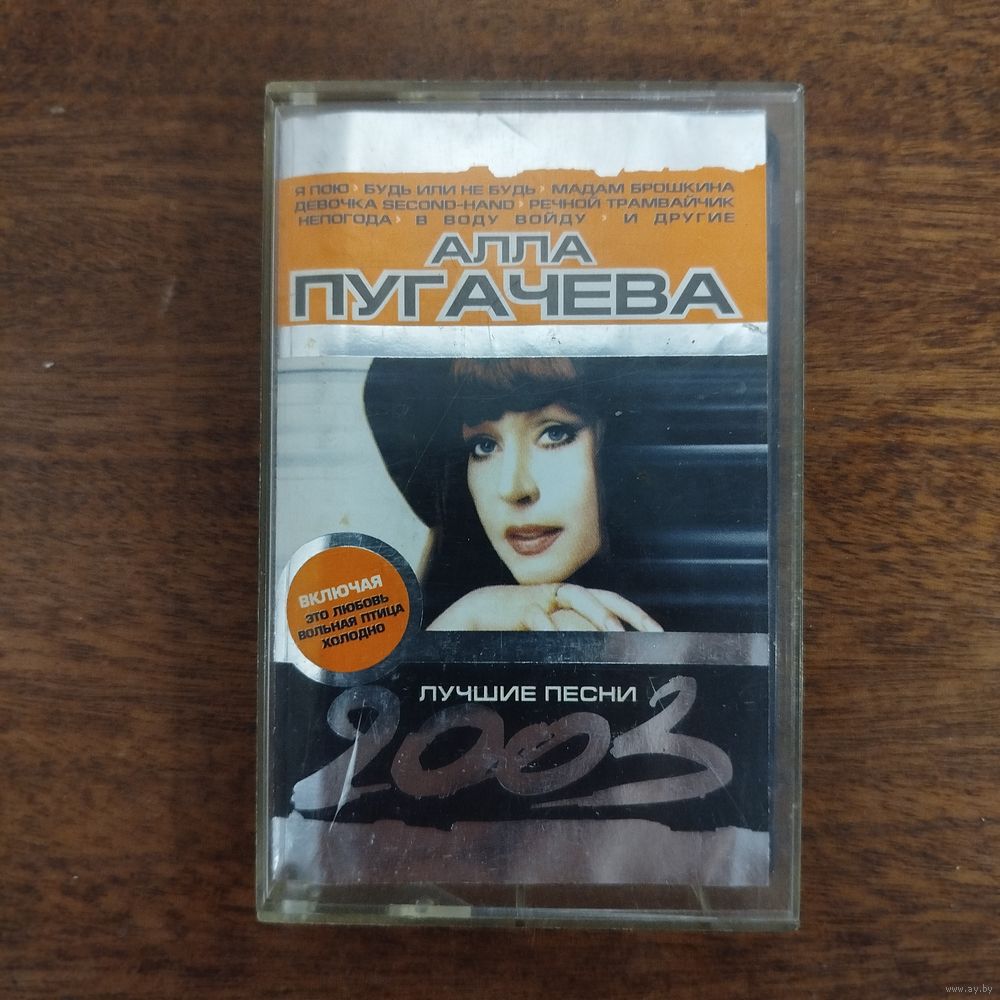 Я ПОЮ › БУДЬ ИЛИ НЕ БУДЬ › МАДАМ БРОШКИНА
ДЕВОЧКА SECOND-HAND › РЕЧНОЙ ТРАМВАЙЧИК
НЕПОГОДА › В ВОДУ ВОЙДУ › И ДРУГИЕ
АЛЛА
ПУГАЧЕВА
ВКЛЮЧАЯ
ЭТО ЛЮБОВЬ
ВОЛЬНАЯ ПТИЦА
ХОЛОДНО
ЛУЧШИЕ ПЕСНИ
2003
www.ay.by